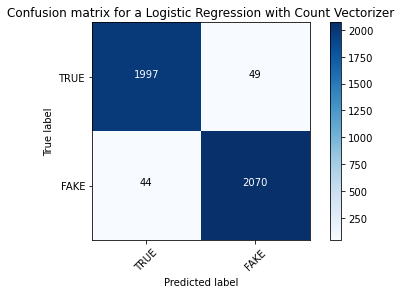 Confusion matrix for a Logistic Regression with Count Vectorizer
True label
TRUE 1997 49
FAKE 44 2070
TRUE FAKE
Predicted label
2000
1750
1500
1250
1000
750
500
250